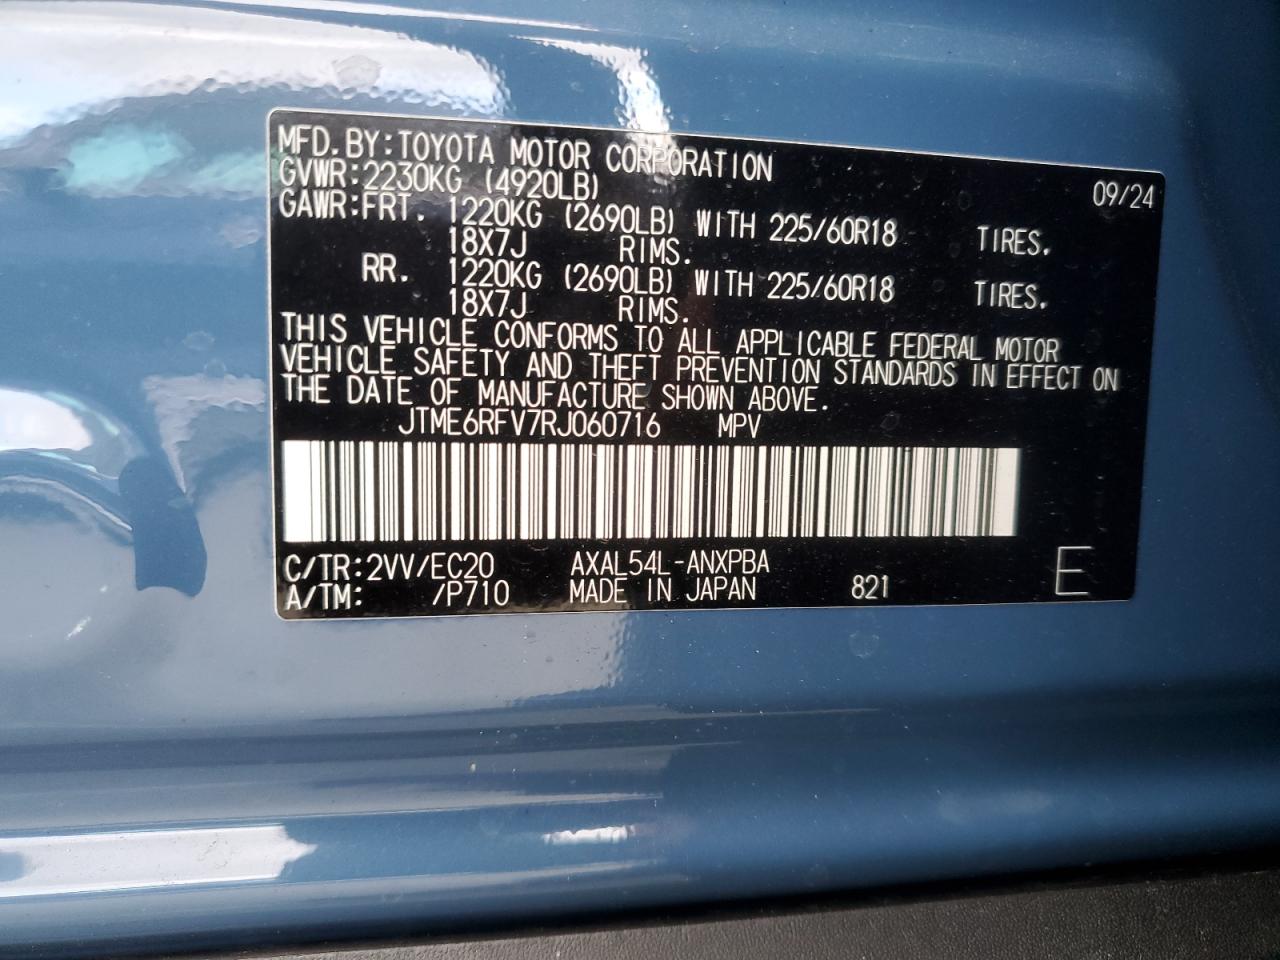 MFD. BY: TOYOTA MOTOR CORPORATION 09/24
GVWR: 2230KG (4920LB)
GAWR: FRT. 1220KG (2690LB) WITH 225/60R18 TIRES.
18X7J RIMS.
RR. 1220KG (2690LB) WITH 225/60R18 TIRES.
18X7J RIMS.
THIS VEHICLE CONFORMS TO ALL APPLICABLE FEDERAL MOTOR
VEHICLE SAFETY AND THEFT PREVENTION STANDARDS IN EFFECT ON
THE DATE OF MANUFACTURE SHOWN ABOVE.
JTME6RFV7RJ060716 MPV
C/TR: 2VV/EC20 AXAL54L-ANXPBA
A/TM: /P710 MADE IN JAPAN 821 E